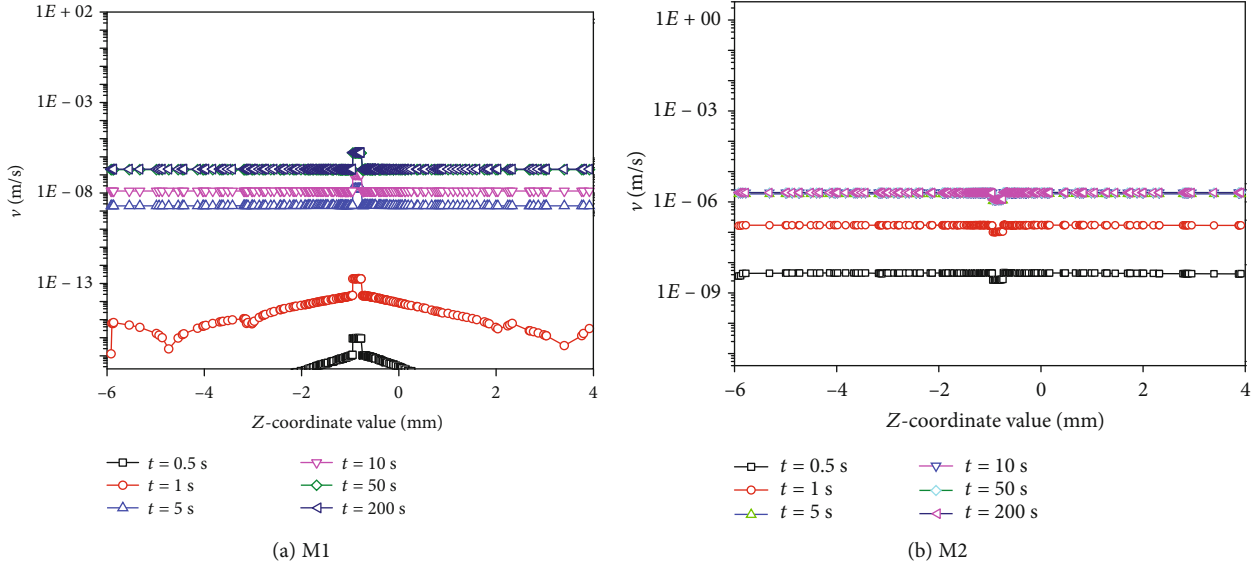 1E + 02
1E – 03
1E – 08
1E – 13
v (m/s)
–6 –4 –2 0 2 4
Z-coordinate value (mm)
t = 0.5 s
t = 1 s
t = 5 s
t = 10 s
t = 50 s
t = 200 s
(a) M1
1E + 00
1E – 03
1E – 06
1E – 09
v (m/s)
–6 –4 –2 0 2 4
Z-coordinate value (mm)
t = 0.5 s
t = 1 s
t = 5 s
t = 10 s
t = 50 s
t = 200 s
(b) M2